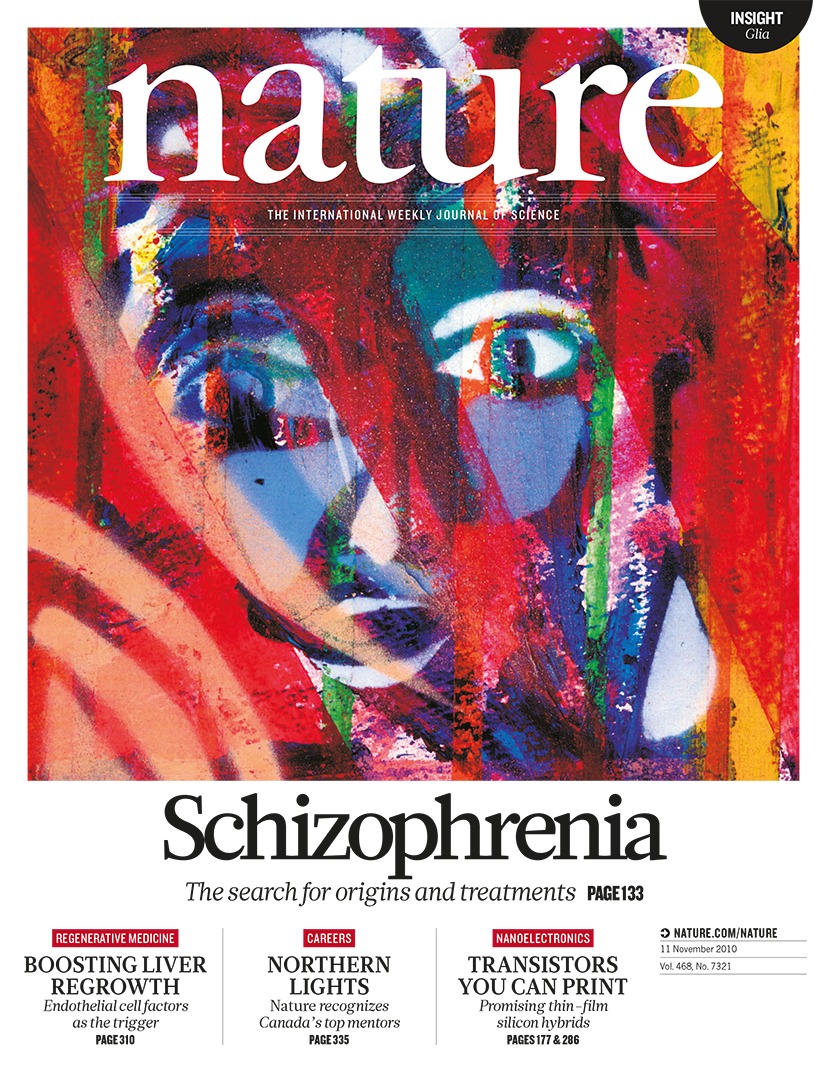 INSIGHT
Glia
nature
THE INTERNATIONAL WEEKLY JOURNAL OF SCIENCE
Schizophrenia
The search for origins and treatments PAGE 133
REGENERATIVE MEDICINE
BOOSTING LIVER
REGROWTH
Endothelial cell factors
as the trigger
PAGE 310
CAREERS
NORTHERN
LIGHTS
Nature recognizes
Canada's top mentors
PAGE 335
NANOELECTRONICS
TRANSISTORS
YOU CAN PRINT
Promising thin-film
silicon hybrids
PAGES 177 & 286
NATURE.COM/NATURE
11 November 2010
Vol. 468, No. 7321